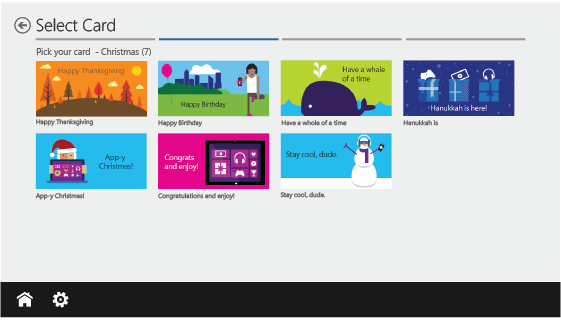 Select Card
Pick your card - Christmas (7)
Happy Thanksgiving
Happy Thanksgiving
Happy Birthday
Happy Birthday
Have a whale
of a time
Have a whole of a time
Hanukkah is here!
Hanukkah is
App-y
Christmas!
App-y Christmas!
Congrats
and enjoy!
Congratulations and enjoy!
Stay cool, dude.
Stay cool, dude.